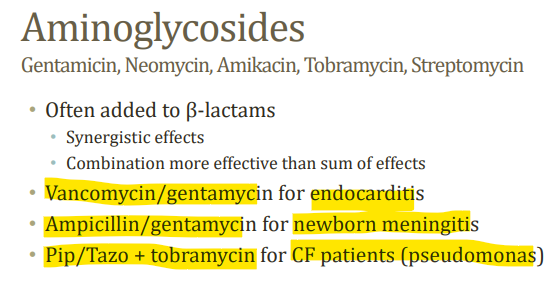 Aminoglycosides
Gentamicin, Neomycin, Amikacin, Tobramycin, Streptomycin
• Often added to β-lactams
• Synergistic effects
• Combination more effective than sum of effects
• Vancomycin/gentamycin for endocarditis
• Ampicillin/gentamycin for newborn meningitis
• Pip/Tazo + tobramycin for CF patients (pseudomonas)